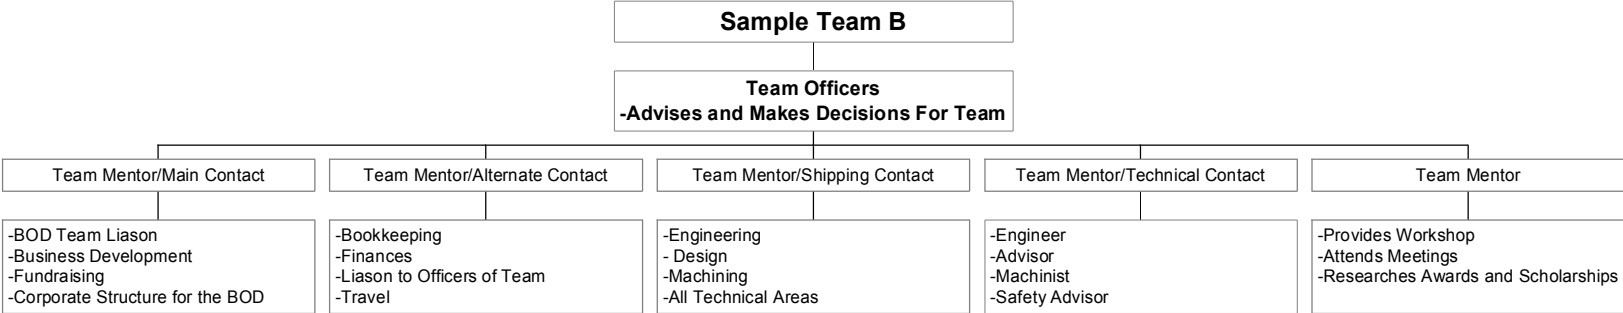 Sample Team B
Team Officers
-Advises and Makes Decisions For Team
Team Mentor/Main Contact
Team Mentor/Alternate Contact
Team Mentor/Shipping Contact
Team Mentor/Technical Contact
Team Mentor
-BOD Team Liason
-Business Development
-Fundraising
-Corporate Structure for the BOD
-Bookkeeping
-Finances
-Liason to Officers of Team
-Travel
-Engineering
- Design
-Machining
-All Technical Areas
-Engineer
-Advisor
-Machinist
-Safety Advisor
-Provides Workshop
-Attends Meetings
-Researches Awards and Scholarships